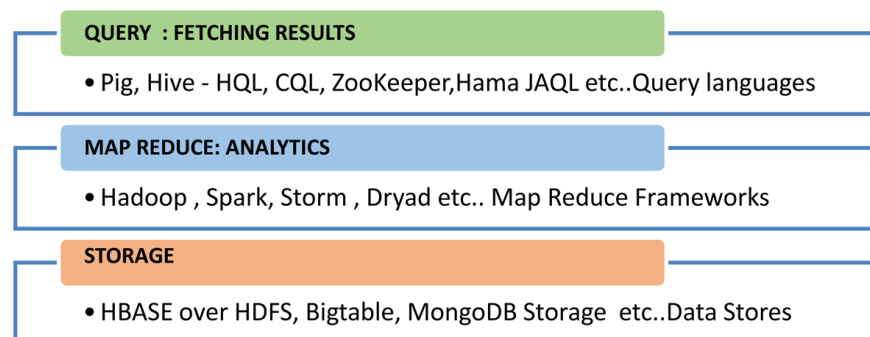 QUERY  : FETCHING RESULTS
• Pig, Hive - HQL, CQL, ZooKeeper,Hama JAQL etc..Query languages
MAP REDUCE: ANALYTICS
• Hadoop , Spark, Storm , Dryad etc.. Map Reduce Frameworks
STORAGE
• HBASE over HDFS, Bigtable, MongoDB Storage  etc..Data Stores